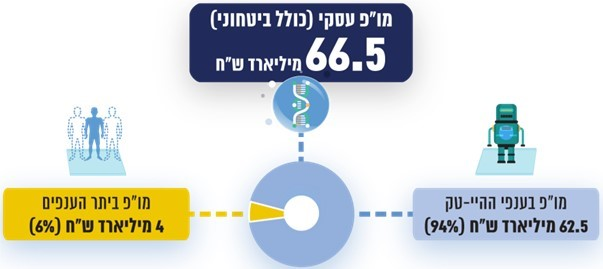 מו"פ עסקי (כולל ביטחוני)
66.5 מיליארד ש"ח
מו"פ בענפי ההיי-טק
62.5 מיליארד ש"ח (94%)
מו"פ ביתר הענפים
4 מיליארד ש"ח (6%)